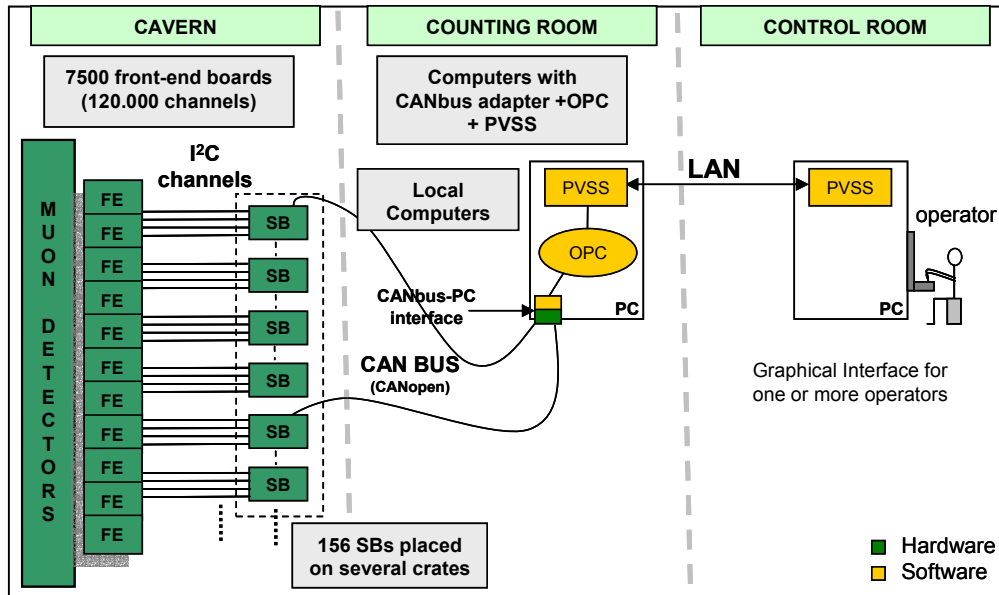 CAVERN
COUNTING ROOM
CONTROL ROOM
7500 front-end boards
(120.000 channels)
Computers with
CANbus adapter +OPC
+ PVSS
I²C
channels
MUON DETECTORS
FE
FE
FE
FE
FE
FE
FE
FE
FE
FE
SB
SB
SB
SB
SB
SB
Local
Computers
PVSS
OPC
CANbus-PC
interface
PC
CAN BUS
(CANopen)
LAN
PVSS
operator
PC
Graphical Interface for
one or more operators
156 SBs placed
on several crates
Hardware
Software